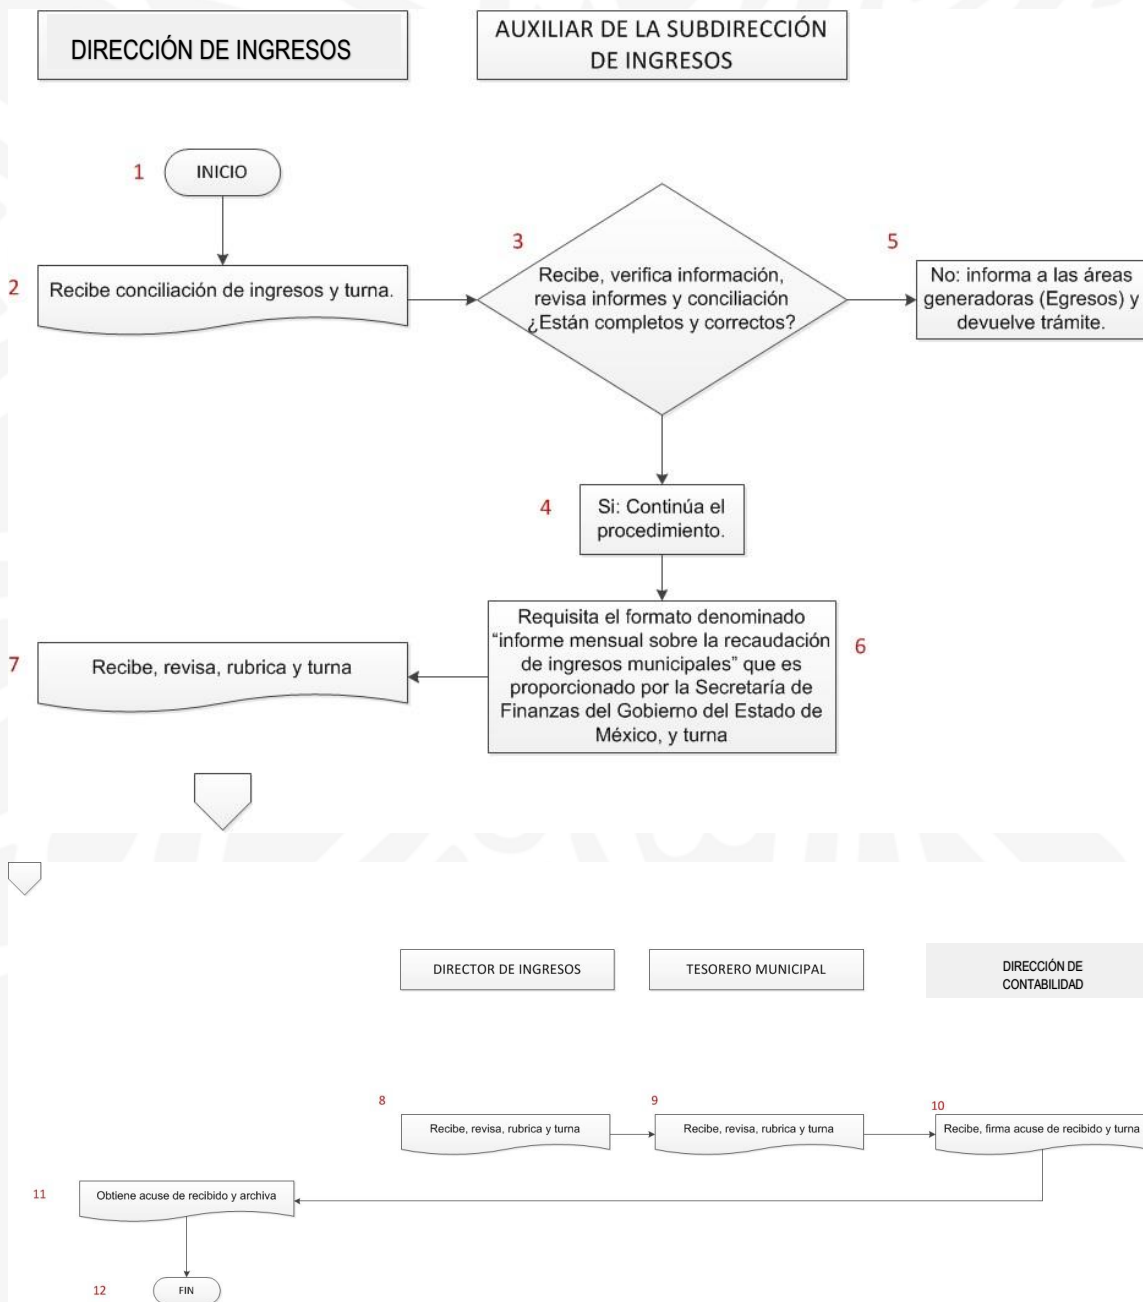 DIRECCIÓN DE INGRESOS
AUXILIAR DE LA SUBDIRECCIÓN
DE INGRESOS
1
INICIO
2
Recibe conciliación de ingresos y turna.
3
Recibe, verifica información,
revisa informes y conciliación
¿Están completos y correctos?
5
No: informa a las áreas
generadoras (Egresos) y
devuelve trámite.
4
Si: Continúa el
procedimiento.
6
Requisita el formato denominado
“informe mensual sobre la recaudación
de ingresos municipales” que es
proporcionado por la Secretaría de
Finanzas del Gobierno del Estado de
México, y turna
7
Recibe, revisa, rubrica y turna
DIRECTOR DE INGRESOS
TESORERO MUNICIPAL
DIRECCIÓN DE
CONTABILIDAD
8
Recibe, revisa, rubrica y turna
9
Recibe, revisa, rubrica y turna
10
Recibe, firma acuse de recibido y turna
11
Obtiene acuse de recibido y archiva
12
FIN